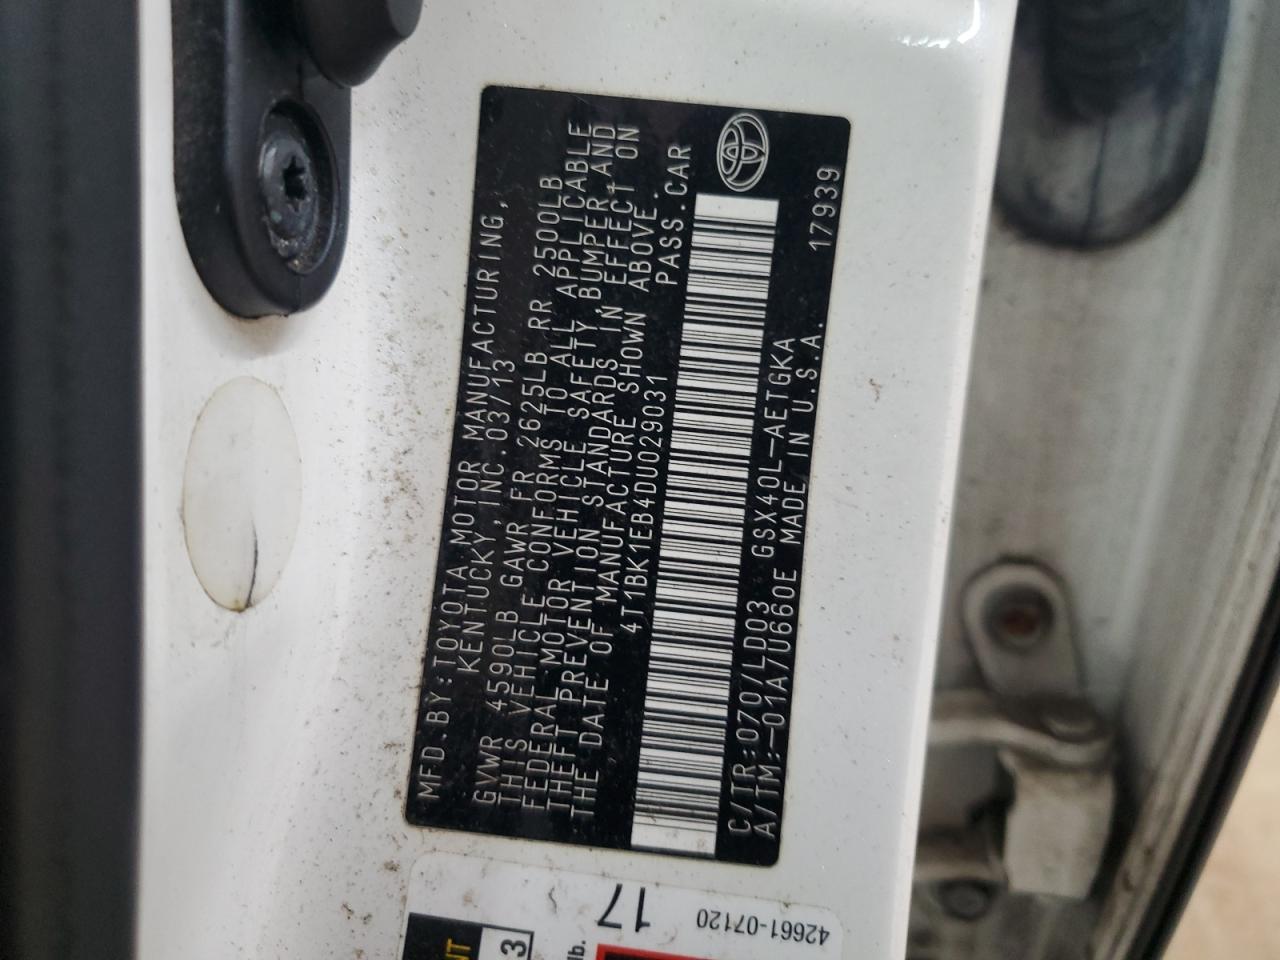 MFD.BY:TOYOTA MOTOR MANUFACTURING,
KENTUCKY,INC.03/13
GVWR 4590LB GAWR FR 2625LB RR 2500LB
THIS VEHICLE CONFORMS TO ALL APPLICABLE
FEDERAL MOTOR VEHICLE SAFETY,BUMPER,AND
THEFT PREVENTION STANDARDS IN EFFECT ON
THE DATE OF MANUFACTURE SHOWN ABOVE.
4T1BK1EB4DU029031 PASS.CAR
C/TR:070/LD03 GSX40L-AETGKA 17939
A/TM:-01A/U660E MADE IN U.S.A.
17
42661-07120
3
lb.